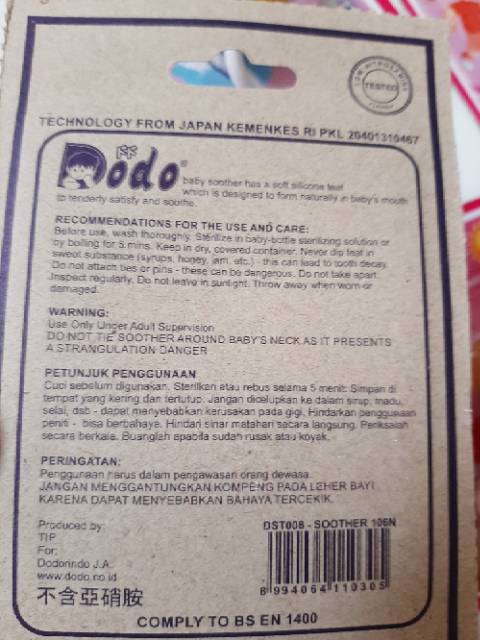 LOW NITROSAMINE
TESTED
TECHNOLOGY FROM JAPAN KEMENKES RI PKL 20401310467
Dodo®
baby soother has a soft silicone teat
which is designed to form naturally in baby's mouth
to tenderly satisfy and soothe.
RECOMMENDATIONS FOR THE USE AND CARE:
Before use, wash thoroughly. Sterilize in baby-bottle sterilizing solution or
by boiling for 5 mins. Keep in dry, covered container. Never dip teat in
sweet substance (syrups, honey, jam, etc.) - this can lead to tooth decay.
Do not attach ties or pins - these can be dangerous. Do not take apart.
Inspect regularly. Do not leave in sunlight. Throw away when worn or
damaged.
WARNING:
Use Only Under Adult Supervision
DO NOT TIE SOOTHER AROUND BABY'S NECK AS IT PRESENTS
A STRANGULATION DANGER
PETUNJUK PENGGUNAAN
Cuci sebelum digunakan. Sterilkan atau rebus selama 5 menit. Simpan di
tempat yang kering dan tertutup. Jangan dicelupkan ke dalam sirup, madu,
selai, dsb - dapat menyebabkan kerusakan pada gigi. Hindarkan penggunaan
peniti - bisa berbahaya. Hindari sinar matahari secara langsung. Periksalah
secara berkala. Buanglah apabila sudah rusak atau koyak.
PERINGATAN:
Penggunaan harus dalam pengawasan orang dewasa.
JANGAN MENGGANTUNGKAN KOMPENG PADA LEHER BAYI
KARENA DAPAT MENYEBABKAN BAHAYA TERCEKIK.
Produced by:
TIP
For:
Dodorindo J.A.
www.dodo.co.id
不含亞硝胺
DST008 - SOOTHER 106N
8 994064 110305
COMPLY TO BS EN 1400